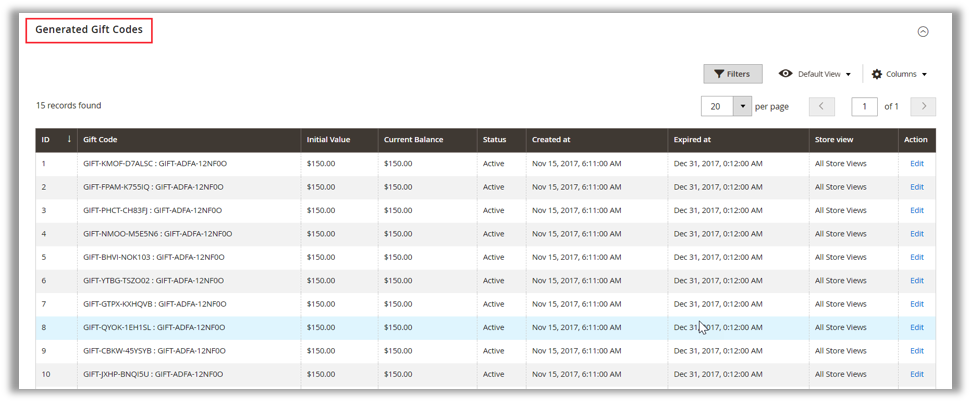 Generated Gift Codes
Filters Default View Columns
15 records found 20 per page 1 of 1
ID ↓ Gift Code Initial Value Current Balance Status Created at Expired at Store view Action
1 GIFT-KMOF-D7ALSC : GIFT-ADFA-12NF0O $150.00 $150.00 Active Nov 15, 2017, 6:11:00 AM Dec 31, 2017, 0:12:00 AM All Store Views Edit
2 GIFT-FPAM-K755IQ : GIFT-ADFA-12NF0O $150.00 $150.00 Active Nov 15, 2017, 6:11:00 AM Dec 31, 2017, 0:12:00 AM All Store Views Edit
3 GIFT-PHCT-CH83FJ : GIFT-ADFA-12NF0O $150.00 $150.00 Active Nov 15, 2017, 6:11:00 AM Dec 31, 2017, 0:12:00 AM All Store Views Edit
4 GIFT-NMOO-M5E5N6 : GIFT-ADFA-12NF0O $150.00 $150.00 Active Nov 15, 2017, 6:11:00 AM Dec 31, 2017, 0:12:00 AM All Store Views Edit
5 GIFT-BHVI-NOK103 : GIFT-ADFA-12NF0O $150.00 $150.00 Active Nov 15, 2017, 6:11:00 AM Dec 31, 2017, 0:12:00 AM All Store Views Edit
6 GIFT-YTBG-TSZO02 : GIFT-ADFA-12NF0O $150.00 $150.00 Active Nov 15, 2017, 6:11:00 AM Dec 31, 2017, 0:12:00 AM All Store Views Edit
7 GIFT-GTPX-KXHQVB : GIFT-ADFA-12NF0O $150.00 $150.00 Active Nov 15, 2017, 6:11:00 AM Dec 31, 2017, 0:12:00 AM All Store Views Edit
8 GIFT-QYOK-1EH1SL : GIFT-ADFA-12NF0O $150.00 $150.00 Active Nov 15, 2017, 6:11:00 AM Dec 31, 2017, 0:12:00 AM All Store Views Edit
9 GIFT-CBKW-45YSYB : GIFT-ADFA-12NF0O $150.00 $150.00 Active Nov 15, 2017, 6:11:00 AM Dec 31, 2017, 0:12:00 AM All Store Views Edit
10 GIFT-JXHP-BNQI5U : GIFT-ADFA-12NF0O $150.00 $150.00 Active Nov 15, 2017, 6:11:00 AM Dec 31, 2017, 0:12:00 AM All Store Views Edit